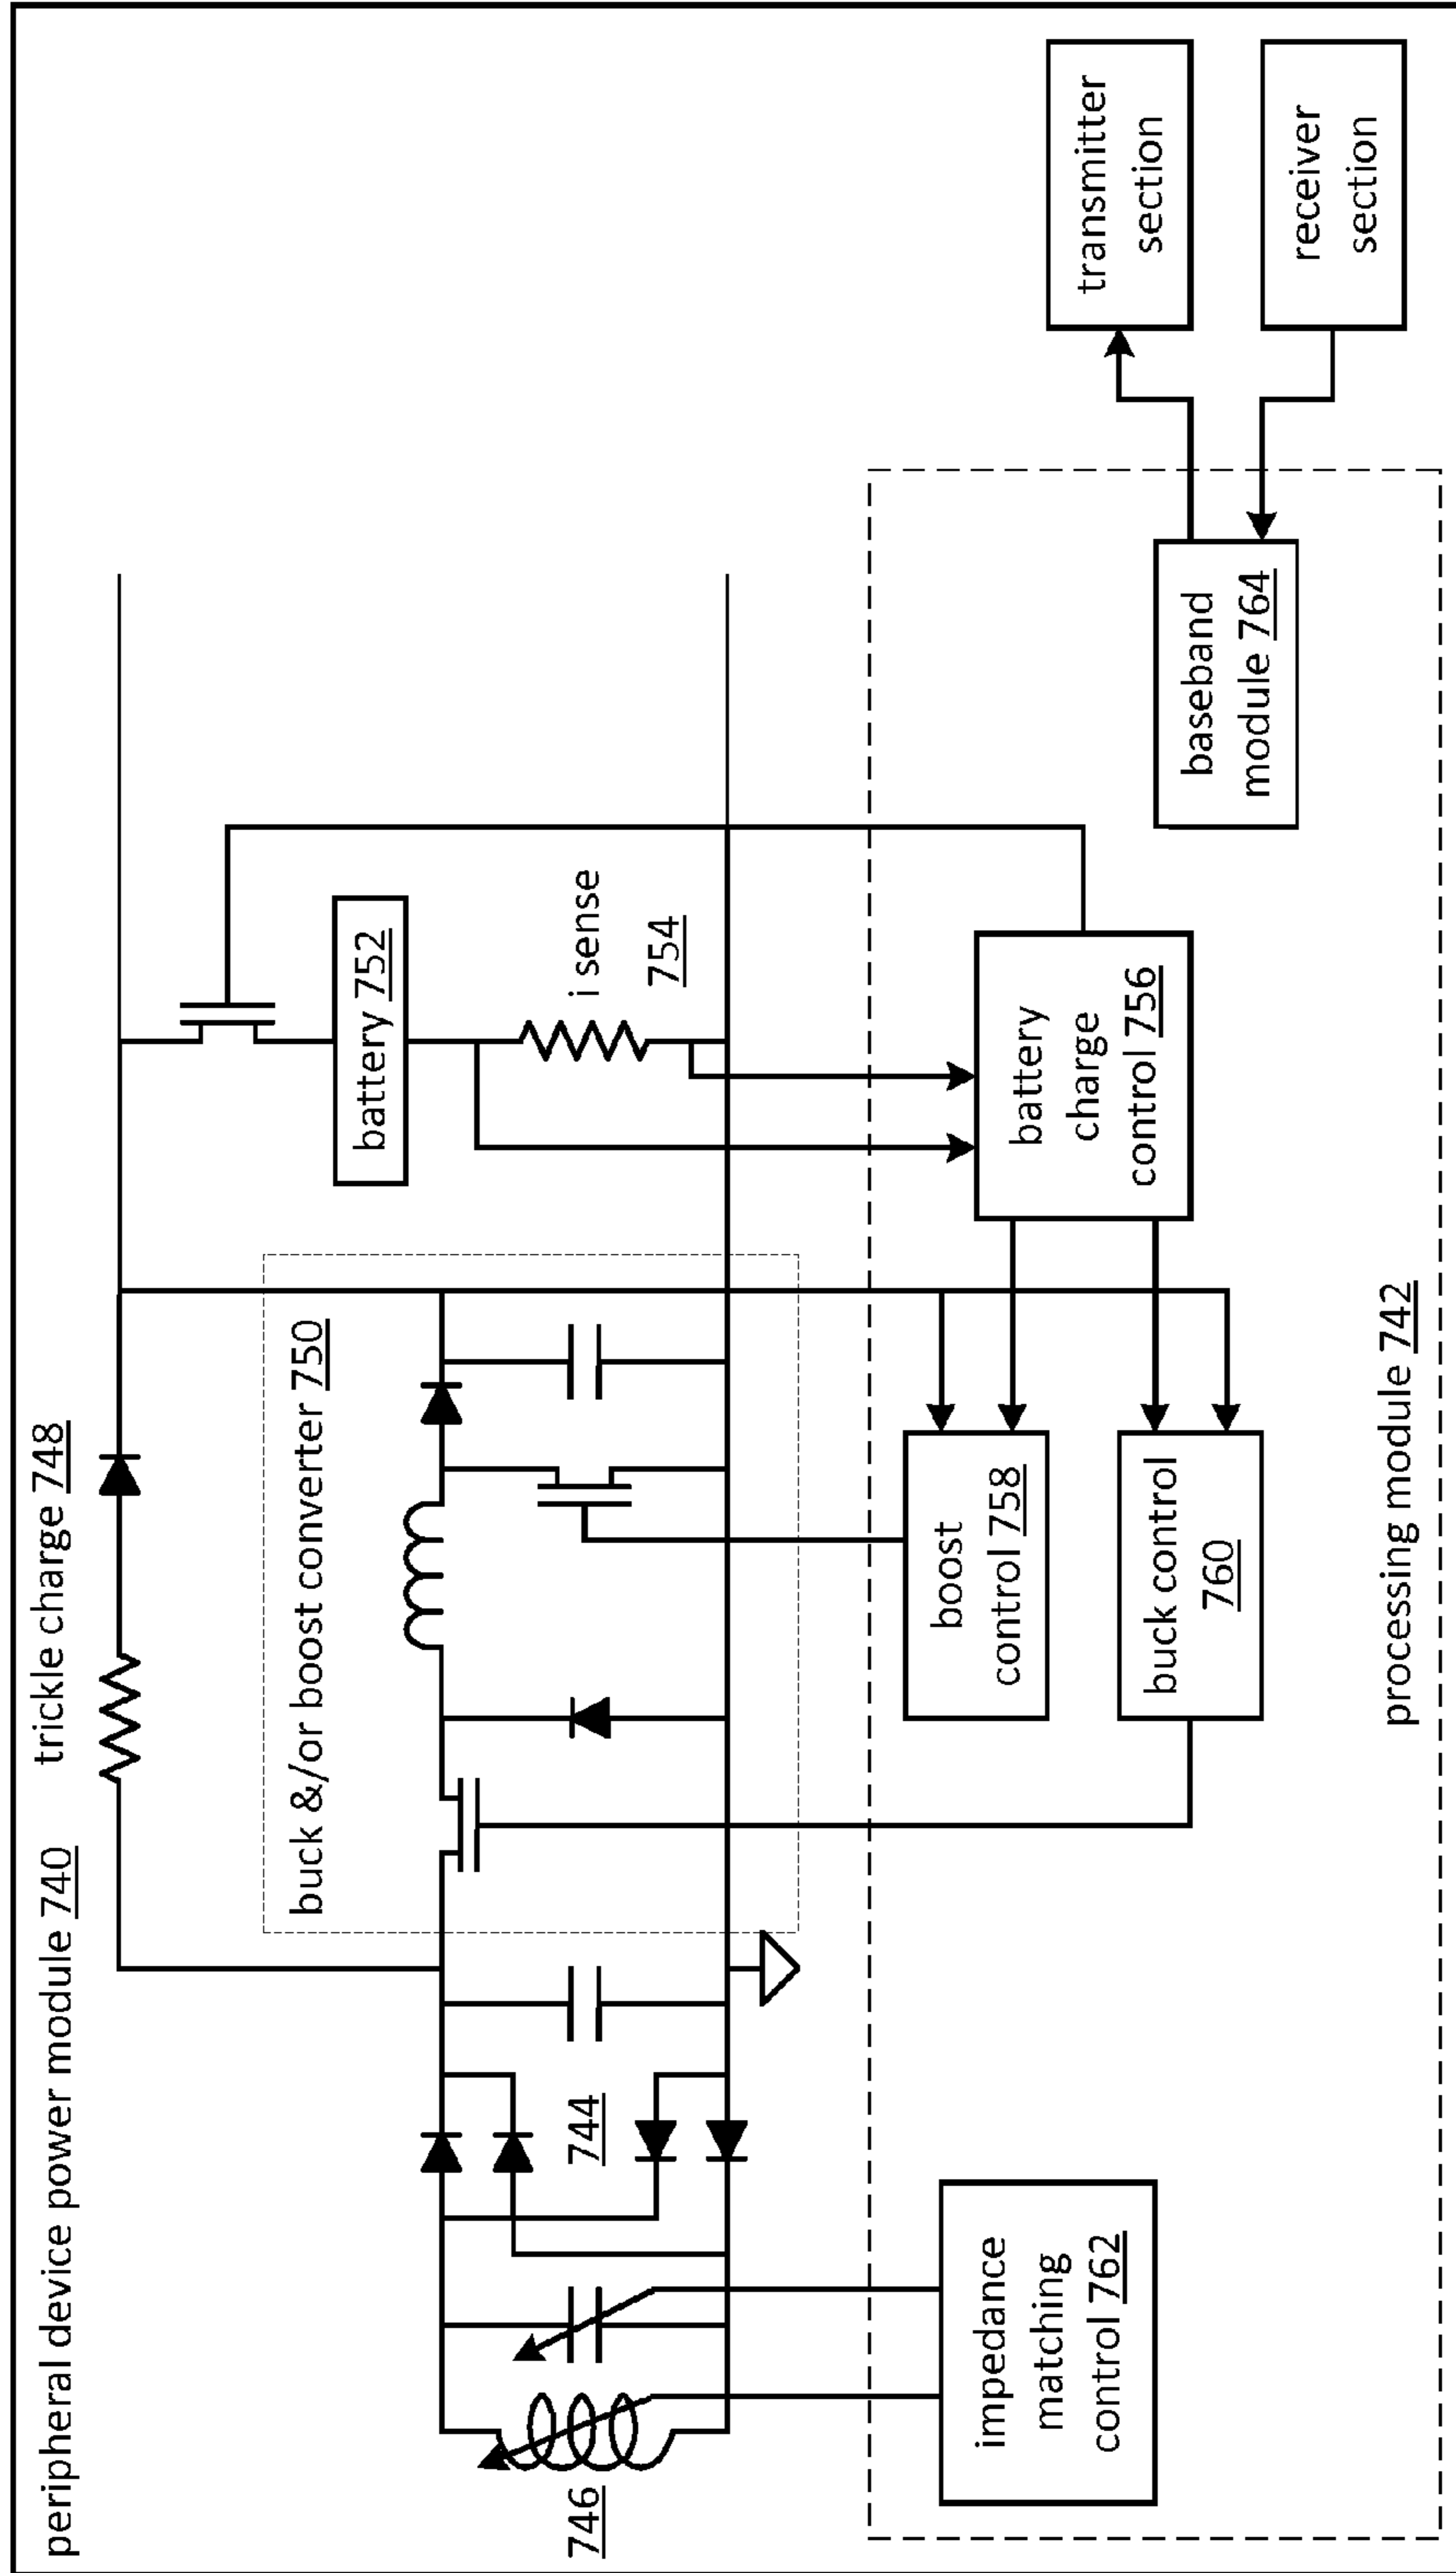 peripheral device power module 740
trickle charge 748
buck &/or boost converter 750
battery 752
i sense
754
744
746
impedance
matching
control 762
boost
control 758
buck control
760
battery
charge
control 756
baseband
module 764
transmitter
section
receiver
section
processing module 742